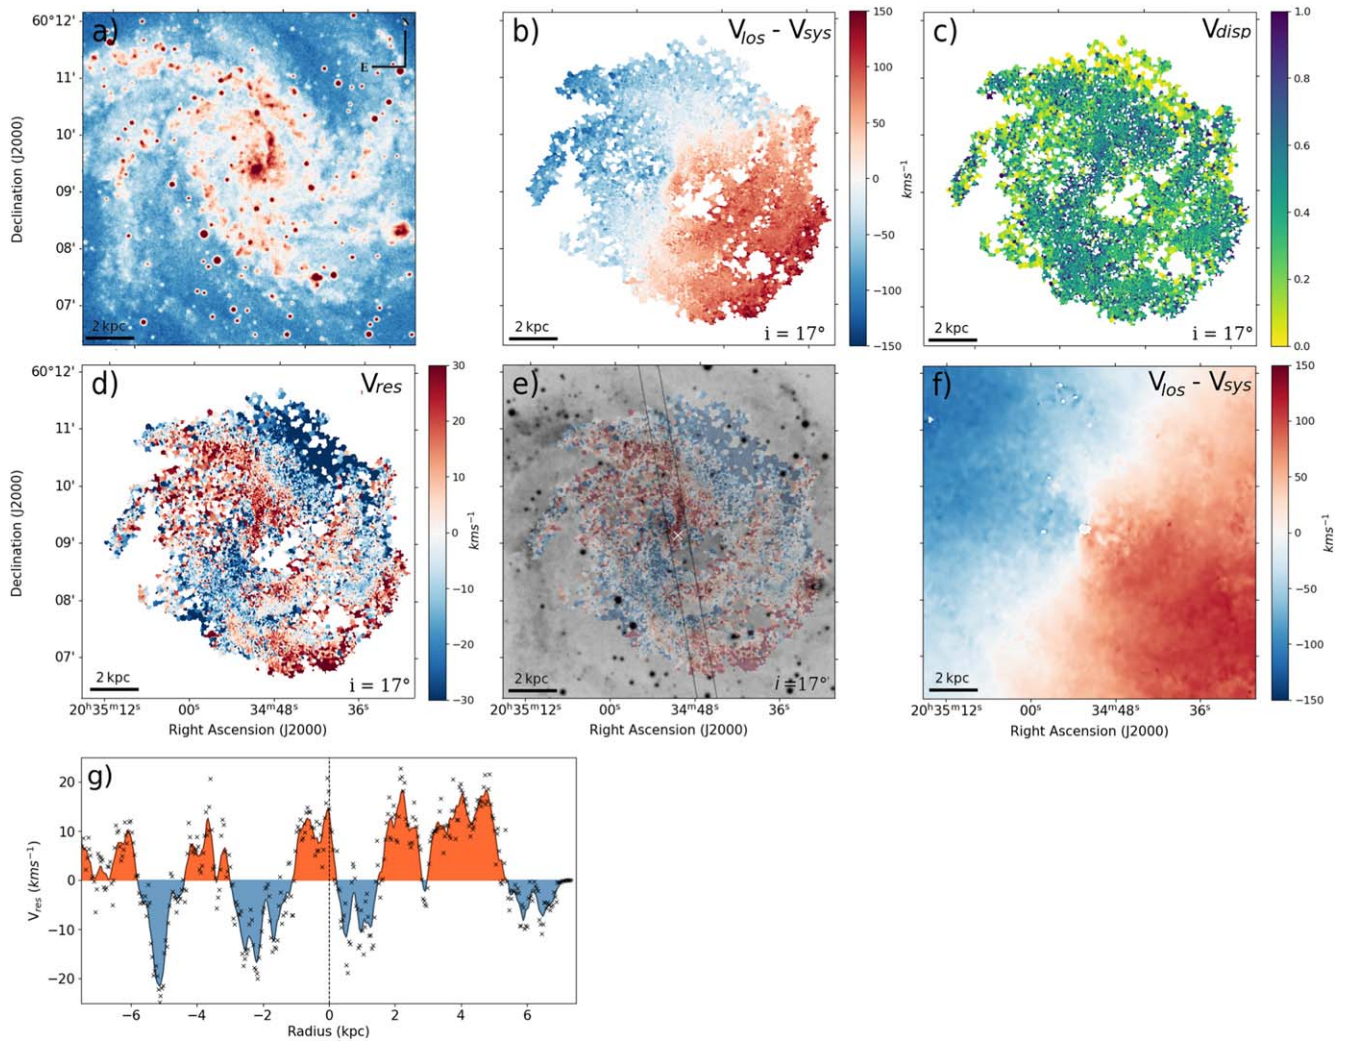 a)
60°12'
11'
10'
09'
08'
07'
Declination (J2000)
N
E
2 kpc
b)
Vlos - Vsys
i = 17°
2 kpc
150
100
50
0
−50
−100
−150
kms⁻¹
c)
Vdisp
i = 17°
2 kpc
1.0
0.8
0.6
0.4
0.2
0.0
d)
Vres
60°12'
11'
10'
09'
08'
07'
Declination (J2000)
2 kpc
i = 17°
20ʰ35ᵐ12ˢ
00ˢ
34ᵐ48ˢ
36ˢ
Right Ascension (J2000)
30
20
10
0
−10
−20
−30
kms⁻¹
e)
2 kpc
i =17°
20ʰ35ᵐ12ˢ
00ˢ
34ᵐ48ˢ
36ˢ
Right Ascension (J2000)
f)
Vlos - Vsys
2 kpc
20ʰ35ᵐ12ˢ
00ˢ
34ᵐ48ˢ
36ˢ
Right Ascension (J2000)
150
100
50
0
−50
−100
−150
kms⁻¹
g)
20
10
0
−10
−20
Vres (kms⁻¹)
−6
−4
−2
0
2
4
6
Radius (kpc)